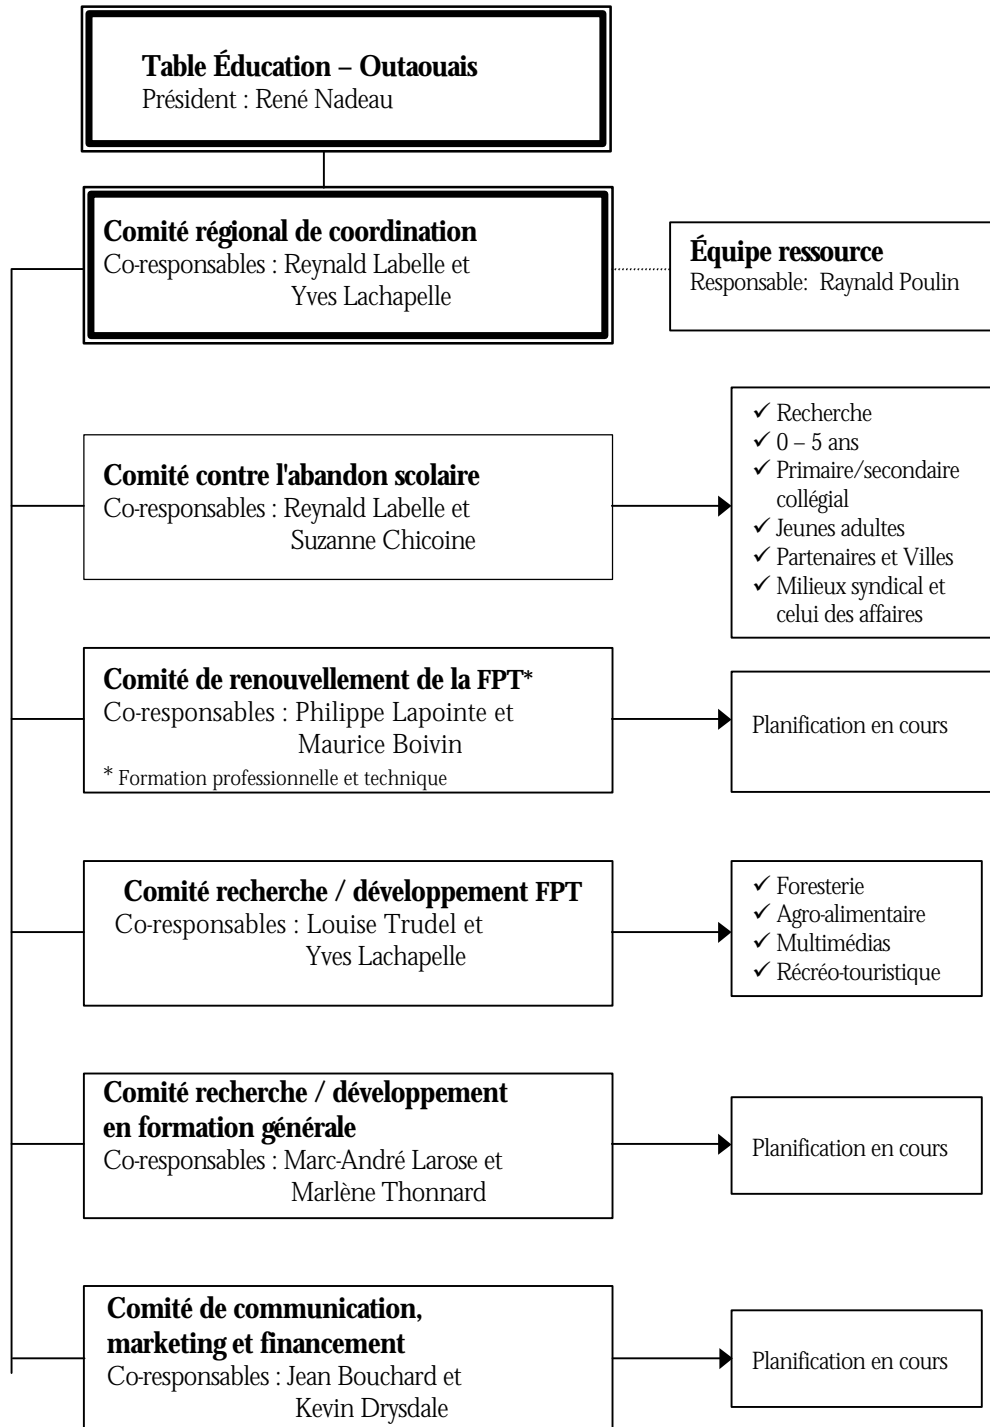 Table Éducation – Outaouais
Président : René Nadeau
Comité régional de coordination
Co-responsables : Reynald Labelle et
Yves Lachapelle
Équipe ressource
Responsable: Raynald Poulin
Comité contre l'abandon scolaire
Co-responsables : Reynald Labelle et
Suzanne Chicoine
✓ Recherche
✓ 0 – 5 ans
✓ Primaire/secondaire
collégial
✓ Jeunes adultes
✓ Partenaires et Villes
✓ Milieux syndical et
celui des affaires
Comité de renouvellement de la FPT*
Co-responsables : Philippe Lapointe et
Maurice Boivin
* Formation professionnelle et technique
Planification en cours
Comité recherche / développement FPT
Co-responsables : Louise Trudel et
Yves Lachapelle
✓ Foresterie
✓ Agro-alimentaire
✓ Multimédias
✓ Récréo-touristique
Comité recherche / développement
en formation générale
Co-responsables : Marc-André Larose et
Marlène Thonnard
Planification en cours
Comité de communication,
marketing et financement
Co-responsables : Jean Bouchard et
Kevin Drysdale
Planification en cours